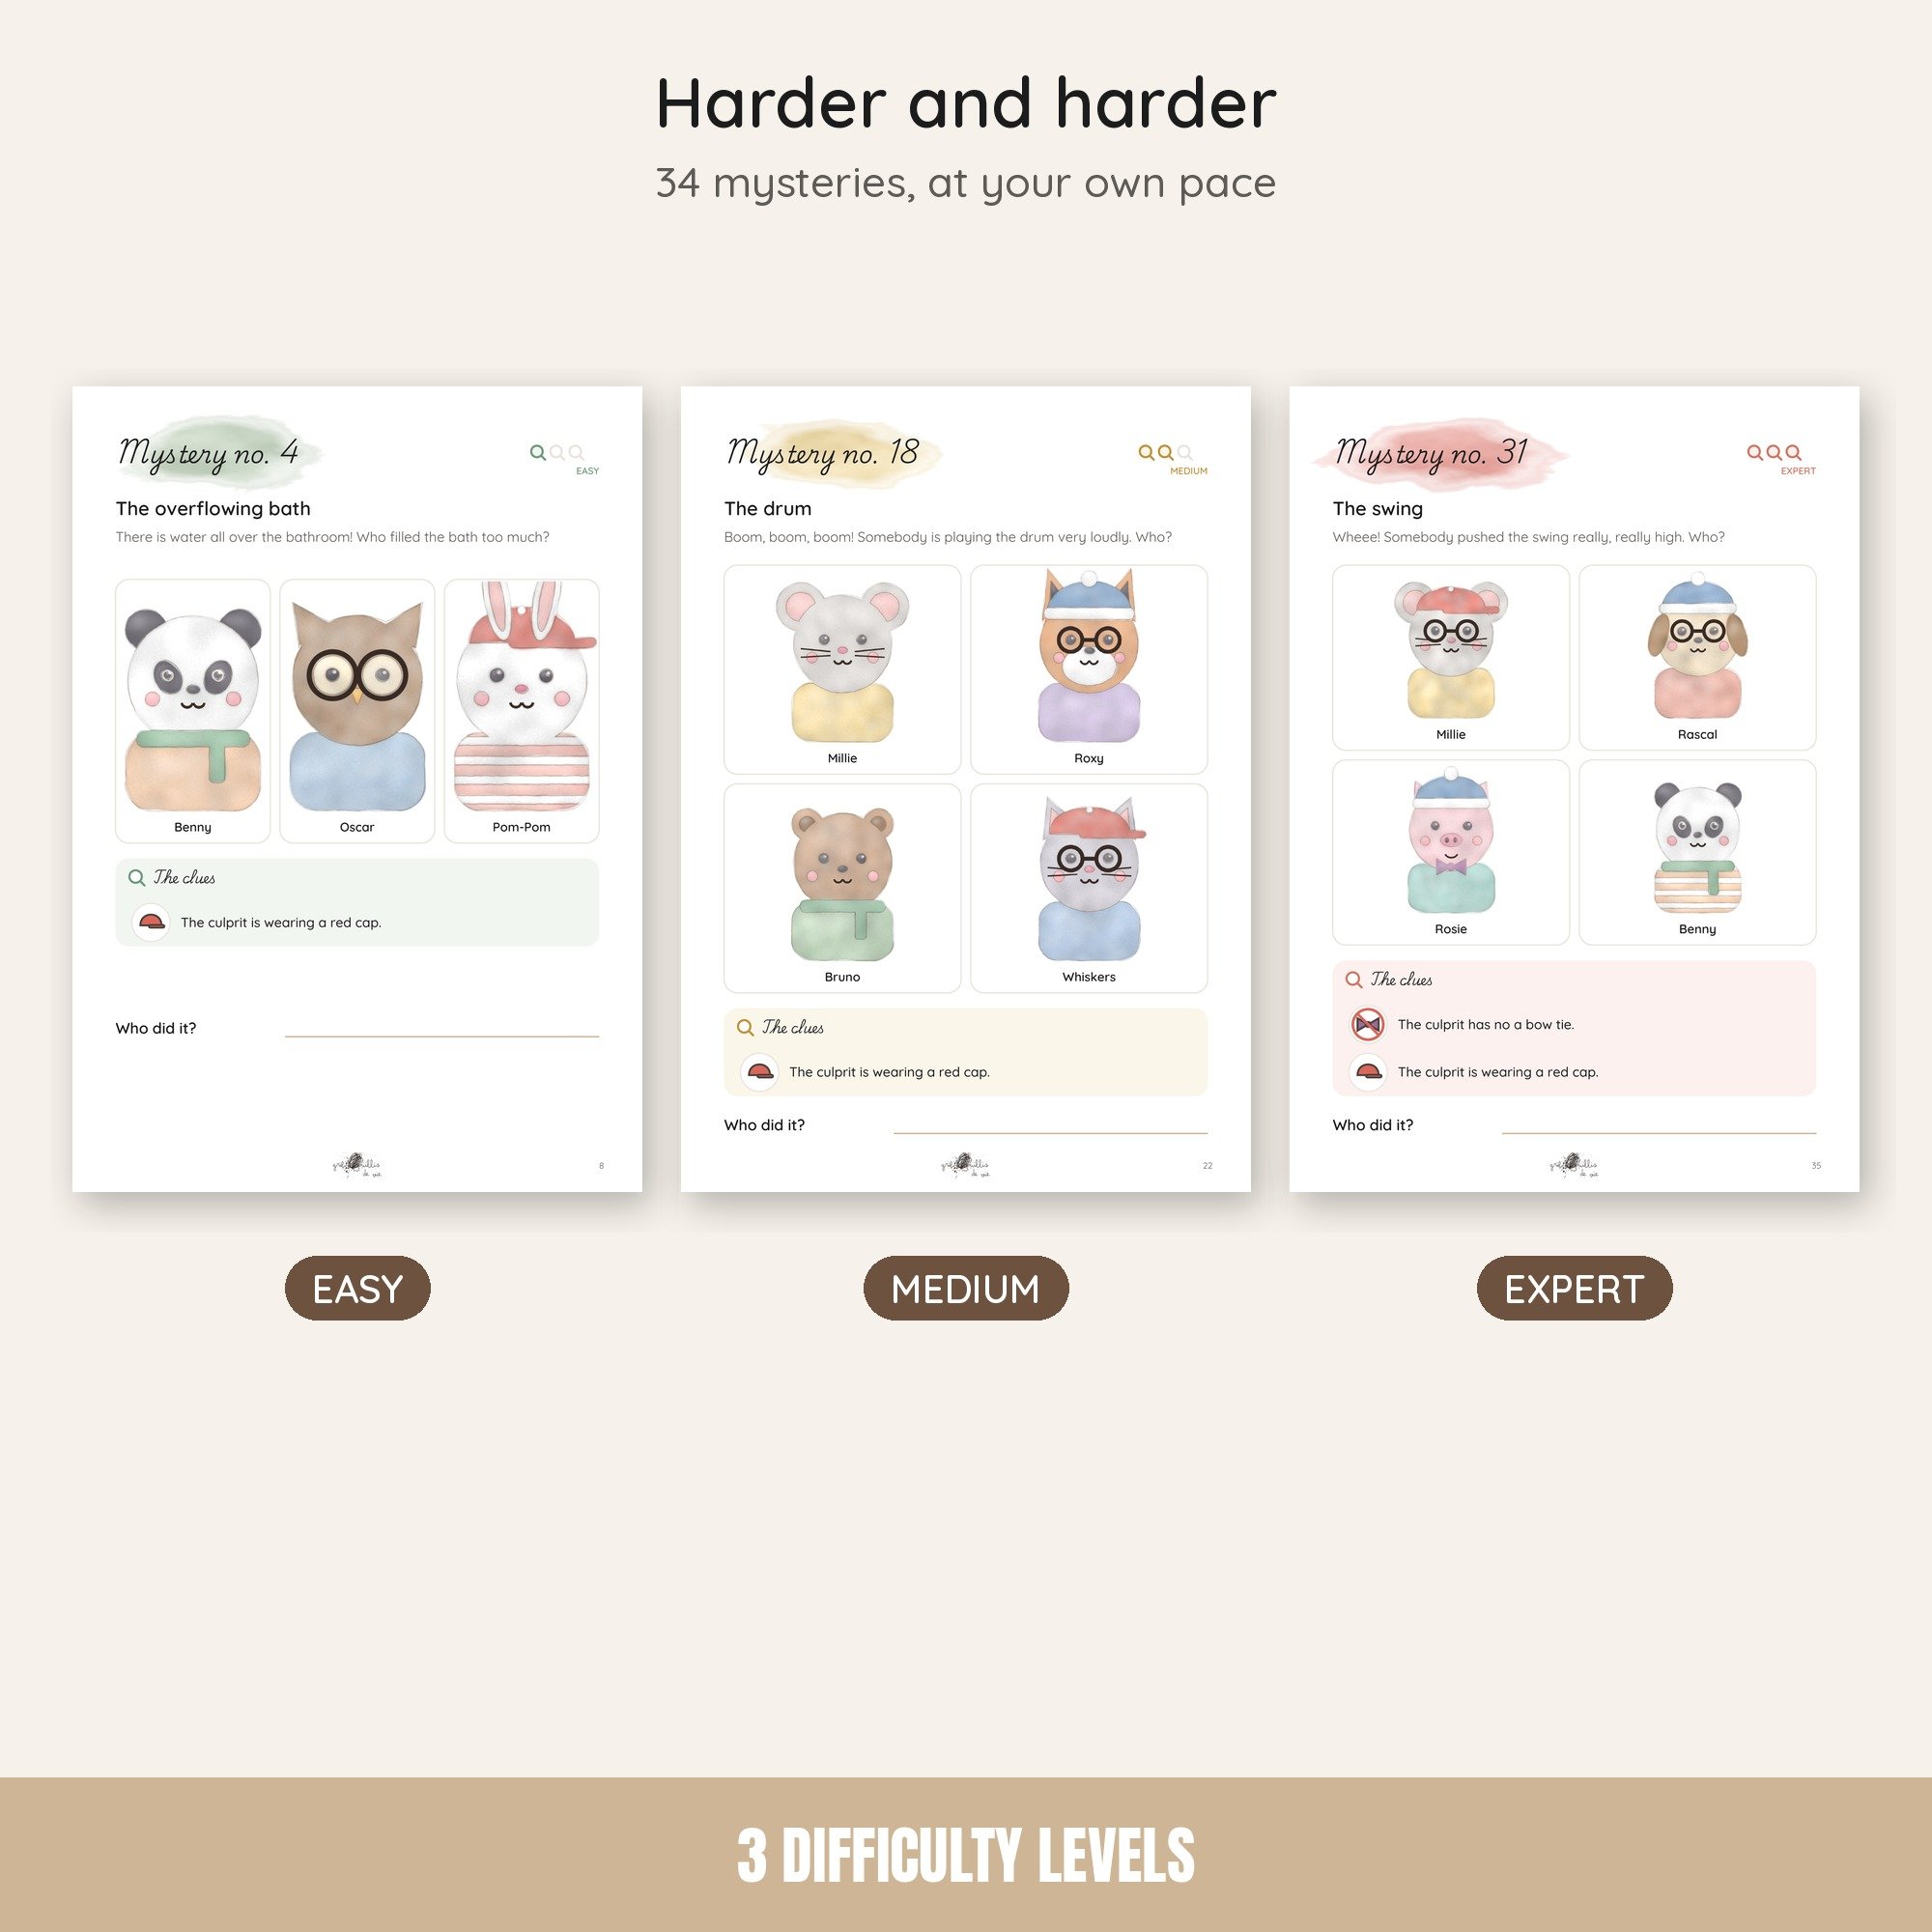 Harder and harder
34 mysteries, at your own pace
Mystery no. 4
EASY
The overflowing bath
There is water all over the bathroom! Who filled the bath too much?
Benny
Oscar
Pom-Pom
The clues
The culprit is wearing a red cap.
Who did it?
8
Mystery no. 18
MEDIUM
The drum
Boom, boom, boom! Somebody is playing the drum very loudly. Who?
Millie
Roxy
Bruno
Whiskers
The clues
The culprit is wearing a red cap.
Who did it?
22
Mystery no. 31
EXPERT
The swing
Wheee! Somebody pushed the swing really, really high. Who?
Millie
Rascal
Rosie
Benny
The clues
The culprit has no a bow tie.
The culprit is wearing a red cap.
Who did it?
35
EASY
MEDIUM
EXPERT
3 DIFFICULTY LEVELS